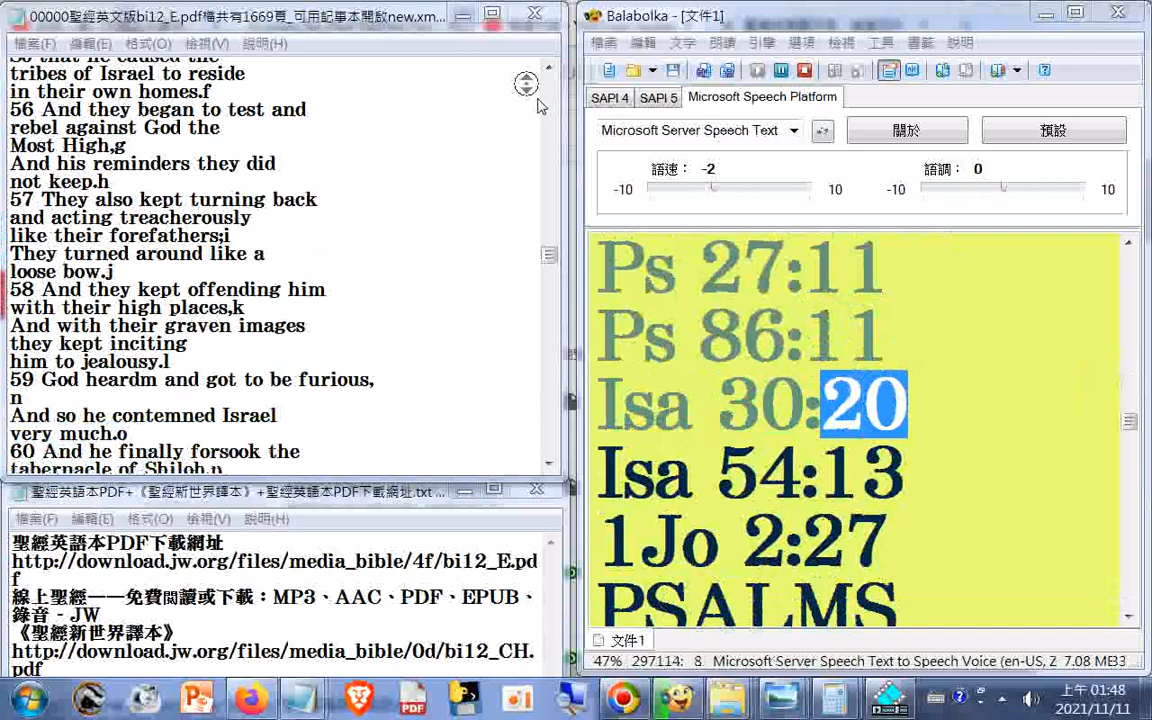 00000聖經英文版bi12_E.pdf檔共有1669頁_可用記事本開啟new.xm...
檔案(F) 編輯(E) 格式(O) 檢視(V) 說明(H)
So that he caused the
tribes of Israel to reside
in their own homes.f
56 And they began to test and
rebel against God the
Most High,g
And his reminders they did
not keep.h
57 They also kept turning back
and acting treacherously
like their forefathers;i
They turned around like a
loose bow.j
58 And they kept offending him
with their high places,k
And with their graven images
they kept inciting
him to jealousy.l
59 God heardm and got to be furious,
n
And so he contemned Israel
very much.o
60 And he finally forsook the
tabernacle of Shiloh,p
聖經英語本PDF+《聖經新世界譯本》+聖經英語本PDF下載網址.txt ...
檔案(F) 編輯(E) 格式(O) 檢視(V) 說明(H)
聖經英語本PDF下載網址
http://download.jw.org/files/media_bible/4f/bi12_E.pd
f
線上聖經——免費閱讀或下載：MP3、AAC、PDF、EPUB、
錄音 - JW
《聖經新世界譯本》
http://download.jw.org/files/media_bible/0d/bi12_CH.
pdf
Balabolka - [文件1]
檔案 編輯 文字 朗讀 引擎 選項 檢視 工具 書籤 說明
SAPI 4 SAPI 5 Microsoft Speech Platform
Microsoft Server Speech Text 關於 預設
語速： -2 語調： 0
-10 10 -10 10
Ps 27:11
Ps 86:11
Isa 30:20
Isa 54:13
1Jo 2:27
PSALMS
文件1
47% 297114: 8 Microsoft Server Speech Text to Speech Voice (en-US, Z 7.08 MB
上午 01:48
2021/11/11